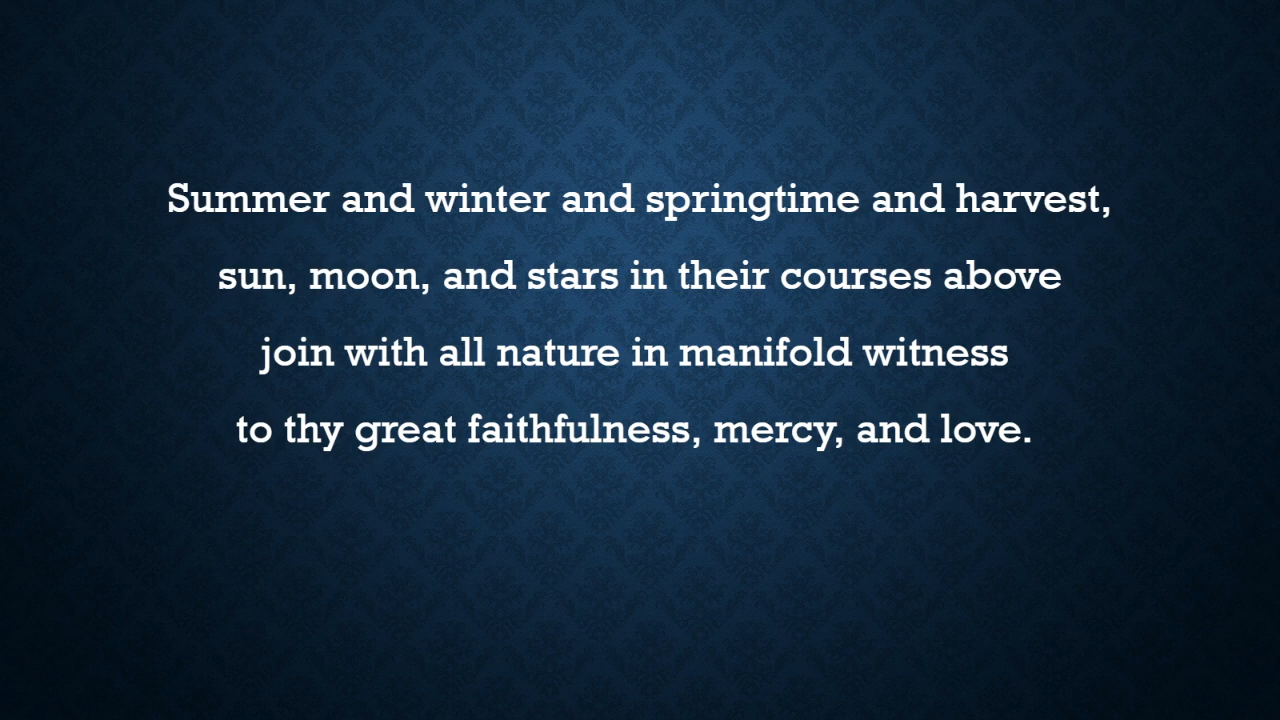 Summer and winter and springtime and harvest,
sun, moon, and stars in their courses above
join with all nature in manifold witness
to thy great faithfulness, mercy, and love.